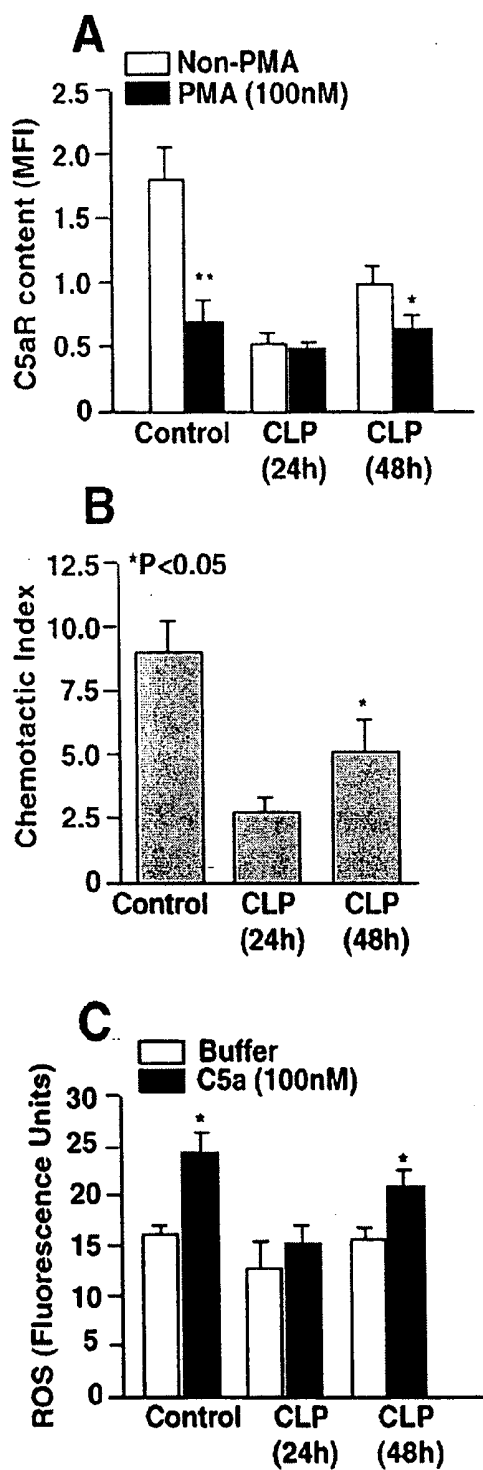 A
Non-PMA
PMA (100nM)
C5aR content (MFI)
2.5
2.0
1.5
1.0
0.5
0
**
*
Control CLP CLP
(24h) (48h)
B
*P<0.05
Chemotactic Index
12.5
10.0
7.5
5.0
2.5
0
*
Control CLP CLP
(24h) (48h)
C
Buffer
C5a (100nM)
ROS (Fluorescence Units)
30
25
20
15
10
5
0
*
*
Control CLP CLP
(24h) (48h)